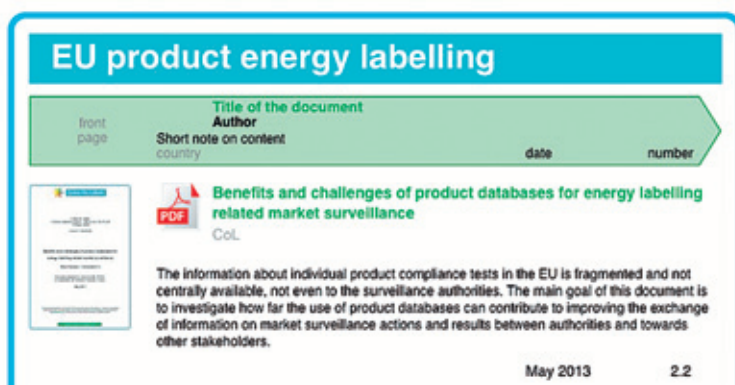 EU product energy labelling
Title of the document
front
Author
page
Short note on content
country
date
number
Benefits and challenges of product databases for energy labelling
related market surveillance
PDF
CoL
The information about individual product compliance tests in the EU is fragmented and not
centrally available, not even to the surveillance authorities. The main goal of this document is
to investigate how far the use of product databases can contribute to improving the exchange
of information on market surveillance actions and results between authorities and towards
other stakeholders.
May 2013
2.2